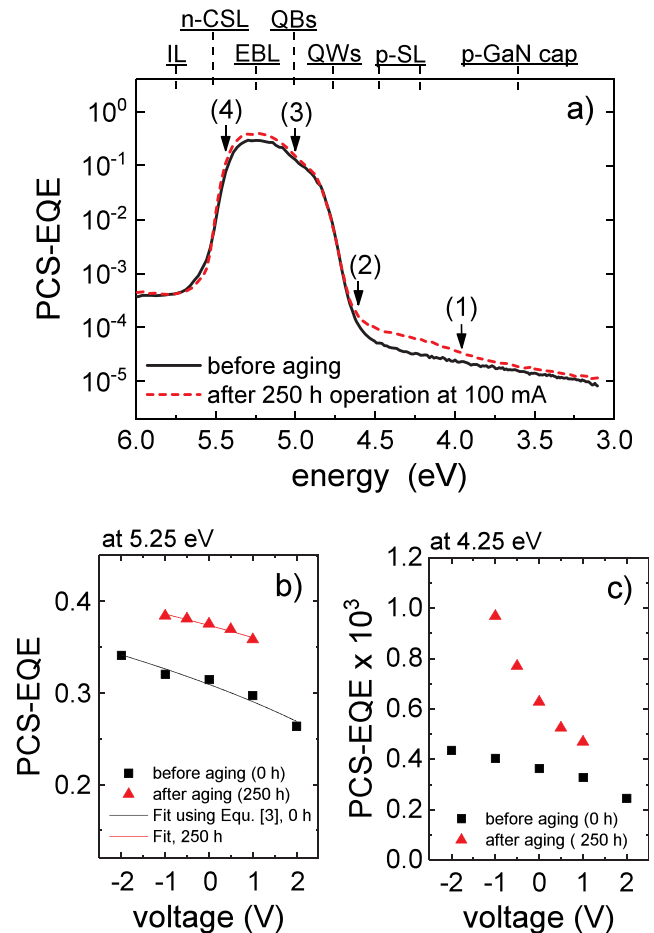 n-CSL QBs
IL EBL QWs p-SL p-GaN cap
a)
(4) (3)
(2) (1)
PCS-EQE
10^0
10^-1
10^-2
10^-3
10^-4
10^-5
before aging
after 250 h operation at 100 mA
6.0 5.5 5.0 4.5 4.0 3.5 3.0
energy (eV)
at 5.25 eV
b)
PCS-EQE
0.4
0.3
0.2
before aging (0 h)
after aging (250 h)
Fit using Equ. [3], 0 h
Fit, 250 h
-2 -1 0 1 2
voltage (V)
at 4.25 eV
c)
PCS-EQE x 10^3
1.2
1.0
0.8
0.6
0.4
0.2
0.0
before aging (0 h)
after aging ( 250 h)
-2 -1 0 1 2
voltage (V)